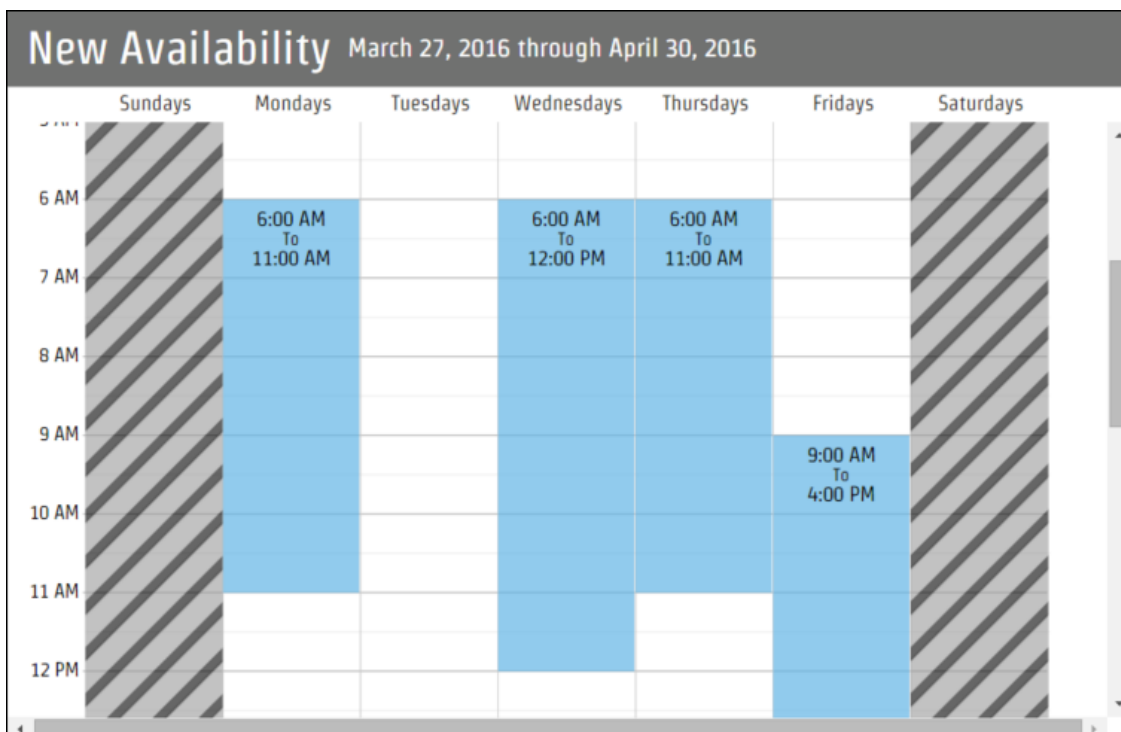 New Availability March 27, 2016 through April 30, 2016
Sundays Mondays Tuesdays Wednesdays Thursdays Fridays Saturdays
6 AM
6:00 AM 6:00 AM 6:00 AM
To To To
11:00 AM 12:00 PM 11:00 AM
7 AM
8 AM
9 AM
9:00 AM
To
4:00 PM
10 AM
11 AM
12 PM